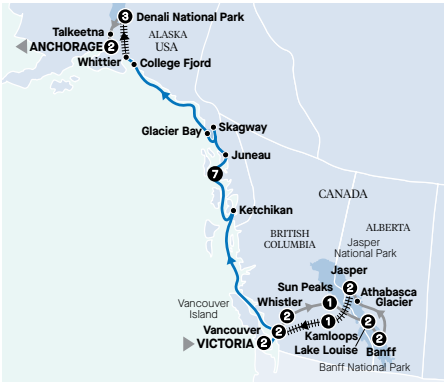 3 Denali National Park
Talkeetna
ALASKA
USA
ANCHORAGE 2
Whittier
College Fjord
Glacier Bay
Skagway
Juneau
7
Ketchikan
CANADA
BRITISH
COLUMBIA
ALBERTA
Jasper
National Park
Jasper
2
Sun Peaks
1
Athabasca
Glacier
Vancouver
Island
Whistler
2
Vancouver
2
VICTORIA 2
1
Kamloops
2
Lake Louise
2
Banff
Banff National Park